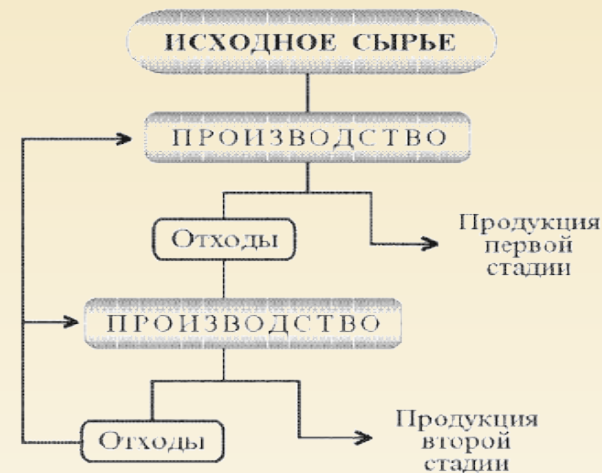 ИСХОДНОЕ СЫРЬЕ
ПРОИЗВОДСТВО
Отходы
Продукция
первой
стадии
ПРОИЗВОДСТВО
Отходы
Продукция
второй
стадии